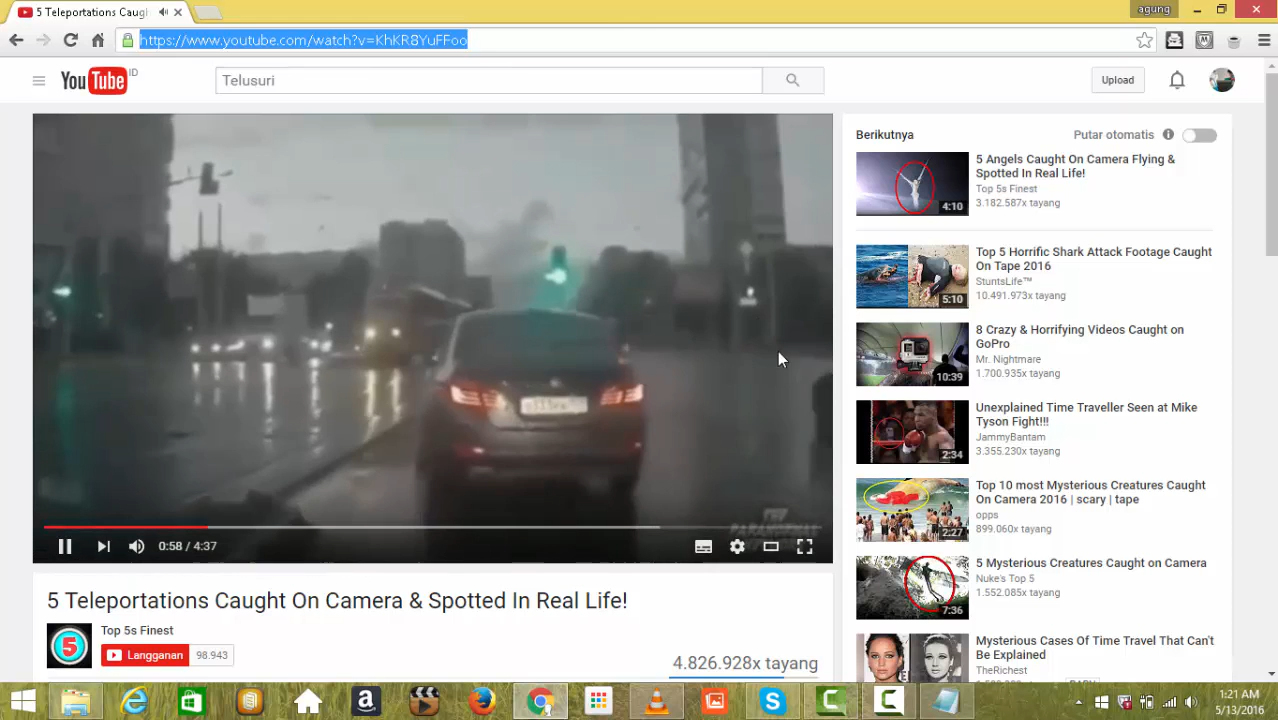 5 Teleportations Caugl
agung
https://www.youtube.com/watch?v=KhKR8YuFFoo
YouTube ID
Telusuri
Upload
Berikutnya
Putar otomatis
5 Angels Caught On Camera Flying &
Spotted In Real Life!
Top 5s Finest
3.182.587x tayang
4:10
Top 5 Horrific Shark Attack Footage Caught
On Tape 2016
StuntsLife™
10.491.973x tayang
5:10
8 Crazy & Horrifying Videos Caught on
GoPro
Mr. Nightmare
1.700.935x tayang
10:39
Unexplained Time Traveller Seen at Mike
Tyson Fight!!!
JammyBantam
3.355.230x tayang
2:34
Top 10 most Mysterious Creatures Caught
On Camera 2016 | scary | tape
opps
899.060x tayang
2:27
5 Mysterious Creatures Caught on Camera
Nuke's Top 5
1.552.085x tayang
7:36
Mysterious Cases Of Time Travel That Can't
Be Explained
TheRichest
0:58 / 4:37
5 Teleportations Caught On Camera & Spotted In Real Life!
5
Top 5s Finest
Langganan 98.943
4.826.928x tayang
1:21 AM
5/13/2016